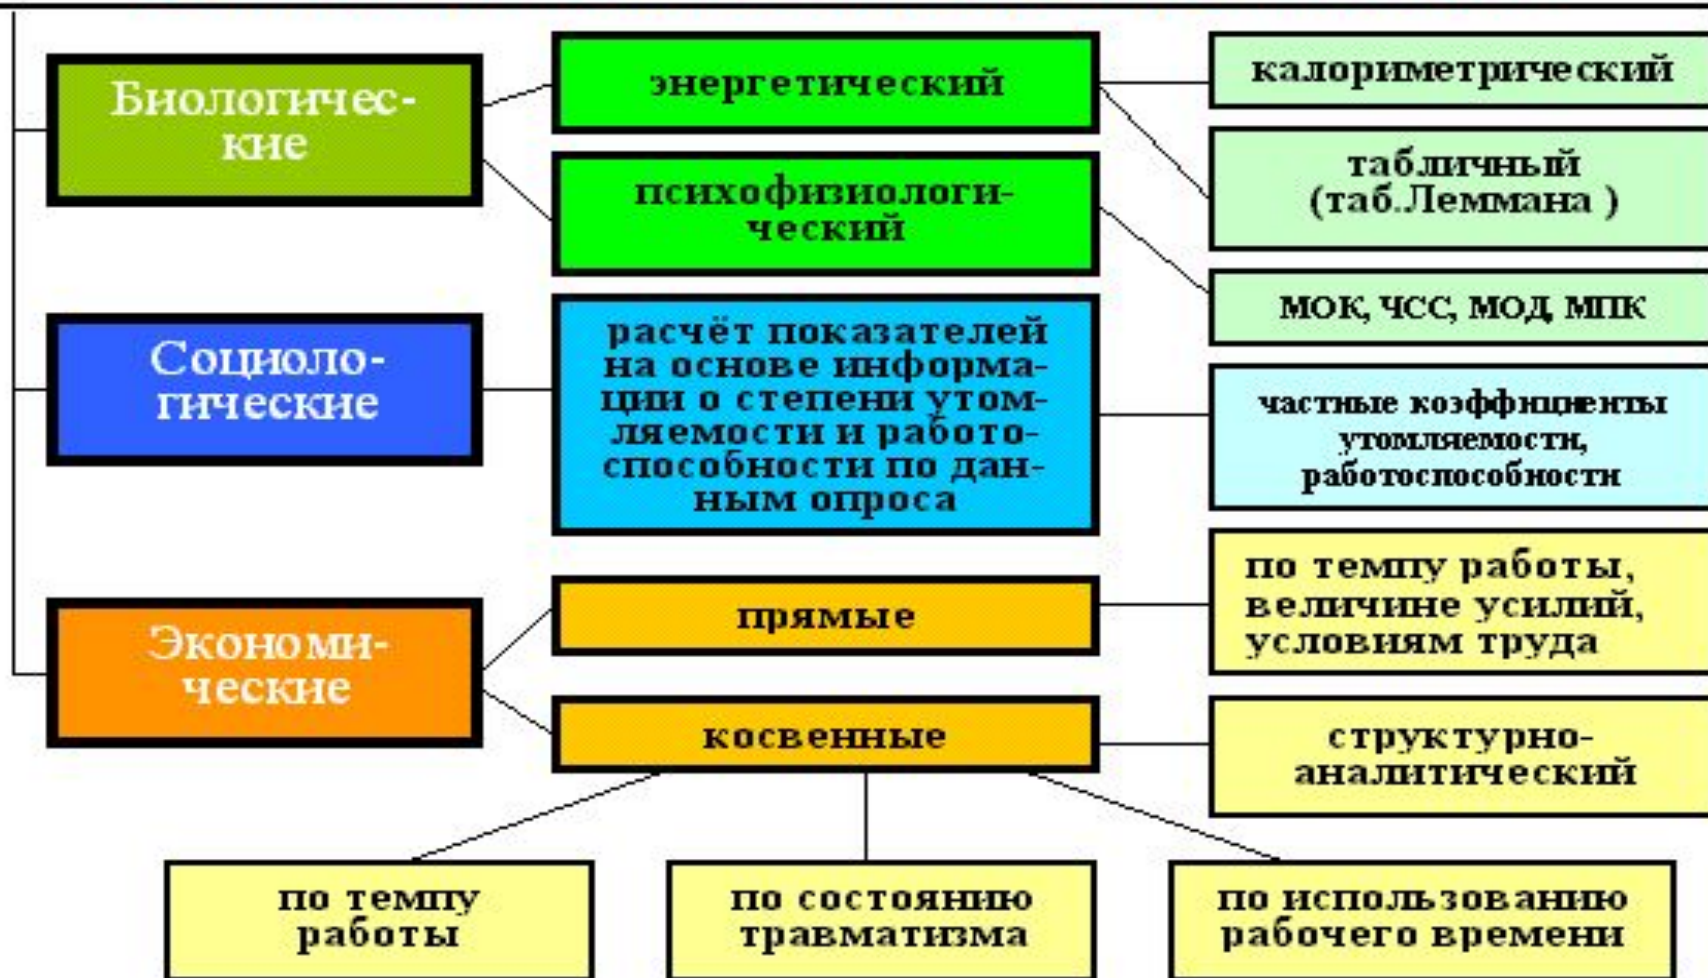 Биологичес-
кие
энергетический
калориметрический
психофизиологи-
ческий
табличный
(таб.Леммана )
МОК, ЧСС, МОД, МПК
Социоло-
гические
расчёт показателей
на основе информа-
ции о степени утом-
ляемости и работо-
способности по дан-
ным опроса
частные коэффициенты
утомляемости,
работоспособности
Экономи-
ческие
прямые
по темпу работы,
величине усилий,
условиям труда
косвенные
структурно-
аналитический
по темпу
работы
по состоянию
травматизма
по использованию
рабочего времени